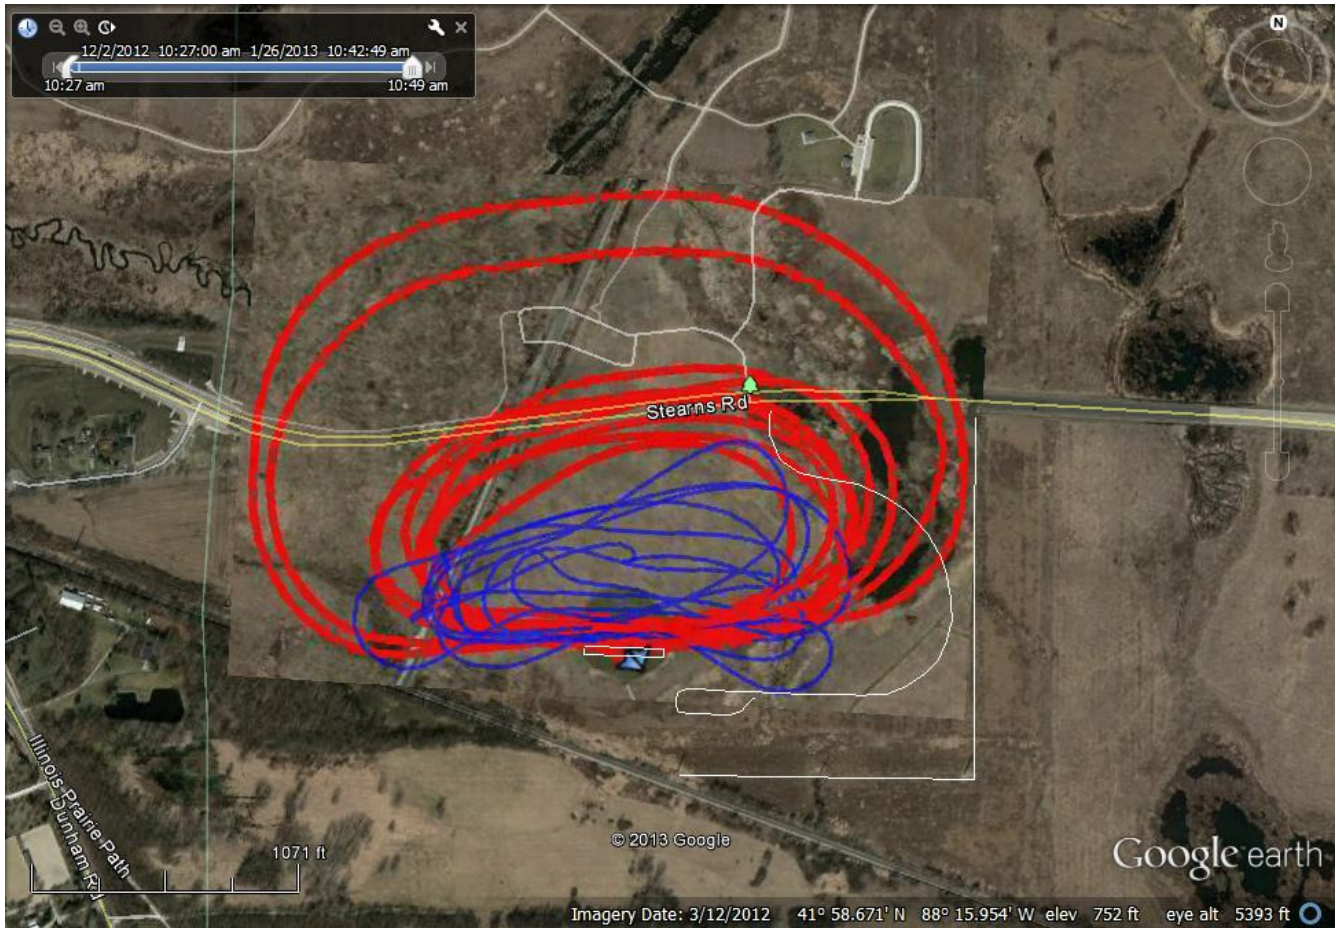 12/2/2012 10:27:00 am 1/26/2013 10:42:49 am
10:27 am 10:49 am
N
Stearns Rd
Illinois Prairie Path
Dunham Rd
1071 ft
© 2013 Google
Google earth
Imagery Date: 3/12/2012 41° 58.671' N 88° 15.954' W elev 752 ft eye alt 5393 ft